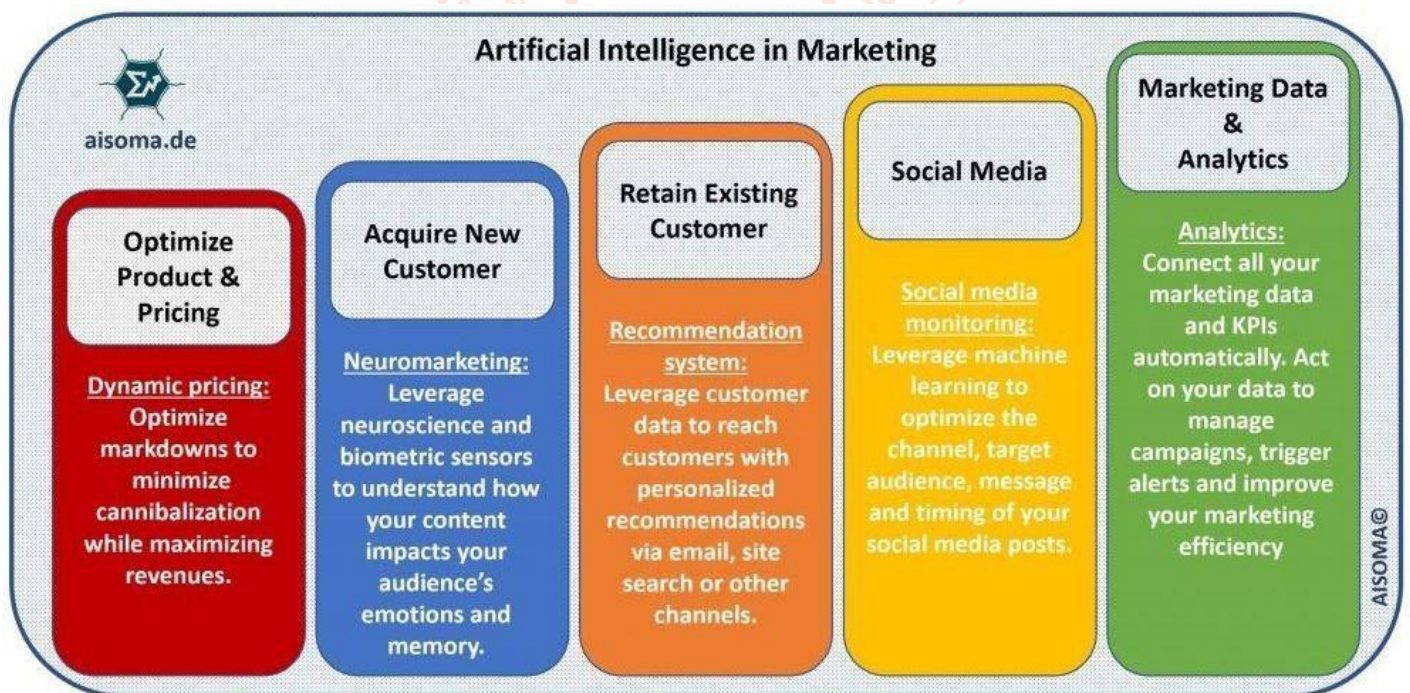 Artificial Intelligence in Marketing
aisoma.de
Optimize
Product &
Pricing
Dynamic pricing:
Optimize
markdowns to
minimize
cannibalization
while maximizing
revenues.
Acquire New
Customer
Neuromarketing:
Leverage
neuroscience and
biometric sensors
to understand how
your content
impacts your
audience's
emotions and
memory.
Retain Existing
Customer
Recommendation
system:
Leverage customer
data to reach
customers with
personalized
recommendations
via email, site
search or other
channels.
Social Media
Social media
monitoring:
Leverage machine
learning to
optimize the
channel, target
audience, message
and timing of your
social media posts.
Marketing Data
&
Analytics
Analytics:
Connect all your
marketing data
and KPIs
automatically. Act
on your data to
manage
campaigns, trigger
alerts and improve
your marketing
efficiency
AISOMA©